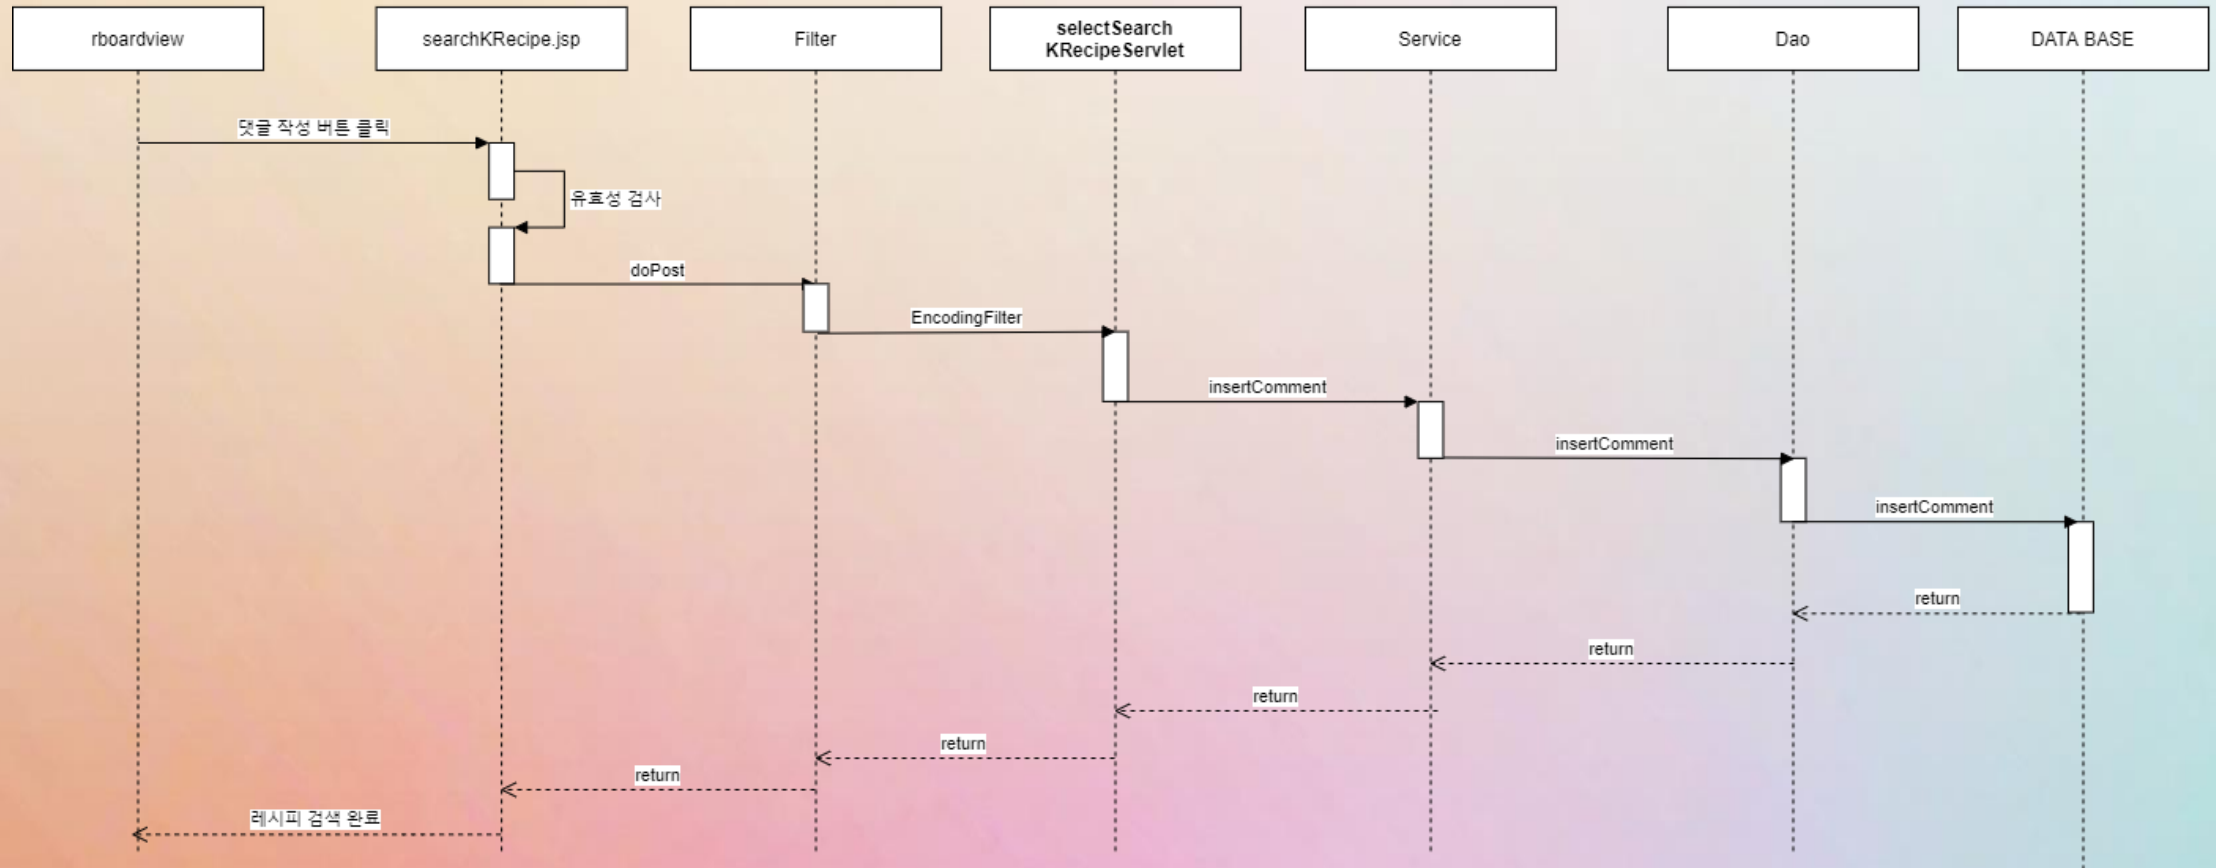 rboardview
searchKRecipe.jsp
Filter
selectSearch
KRecipeServlet
Service
Dao
DATA BASE
댓글 작성 버튼 클릭
유효성 검사
doPost
EncodingFilter
insertComment
insertComment
insertComment
return
return
return
return
return
레시피 검색 완료